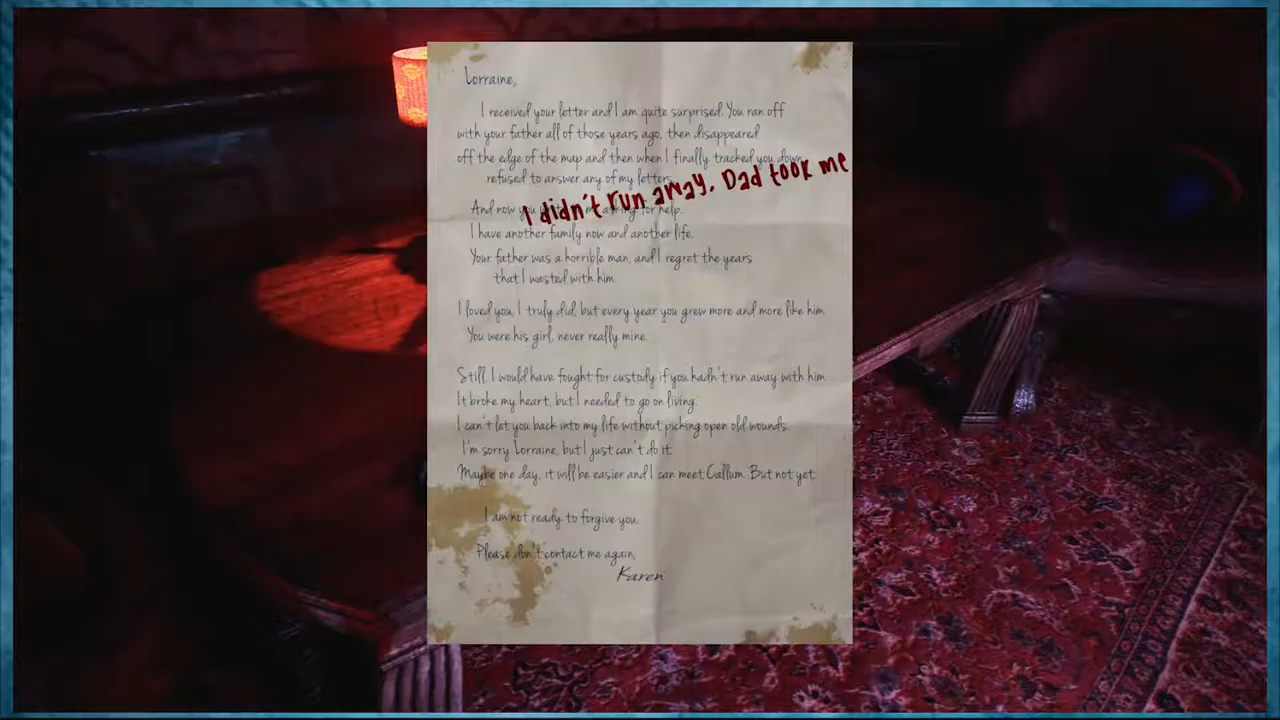 Lorraine,
I received your letter and I am quite surprised. You ran off
with your father all of those years ago, then disappeared
off the edge of the map and then when I finally tracked you down
refused to answer any of my letters
I didn't run away. Dad took me
And now you asking for help.
I have another family now and another life.
Your father was a horrible man, and I regret the years
that I wasted with him.
I loved you, I truly did, but every year you grew more and more like him.
You were his girl, never really mine.
Still, I would have fought for custody if you hadn't run away with him
It broke my heart, but I needed to go on living.
I can't let you back into my life without picking open old wounds.
I'm sorry Lorraine, but I just can't do it
Maybe one day, it will be easier and I can meet Callum. But not yet
I am not ready to forgive you.
Please don't contact me again,
Karen